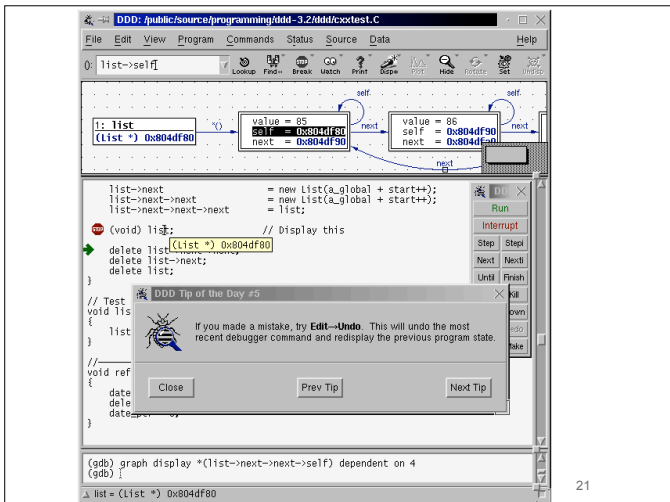 DDD: /public/source/programming/ddd-3.2/ddd/cxxtest.C
File Edit View Program Commands Status Source Data Help
(): list->self
Lookup Find» Break Watch Print Disp» Plot Hide Rotate Set Undisp
1: list
(List *) 0x804df80
*()
value = 85
self = 0x804df80
next = 0x804df90
self
next
value = 86
self = 0x804df90
next = 0x804df
self
next
next
list->next = new List(a_global + start++);
list->next->next = new List(a_global + start++);
list->next->next->next = list;
(void) list; // Display this
(List *) 0x804df80
delete list
delete list->next;
delete list;
}
// Test
void lis
{
list
}
//
void ref
{
date
dele
date
}
DDD
Run
Interrupt
Step Stepi
Next Nexti
Until Finish
Kill
DDD Tip of the Day #5
If you made a mistake, try Edit→Undo. This will undo the most
recent debugger command and redisplay the previous program state.
Close Prev Tip Next Tip
(gdb) graph display *(list->next->next->self) dependent on 4
(gdb)
list = (List *) 0x804df80
21